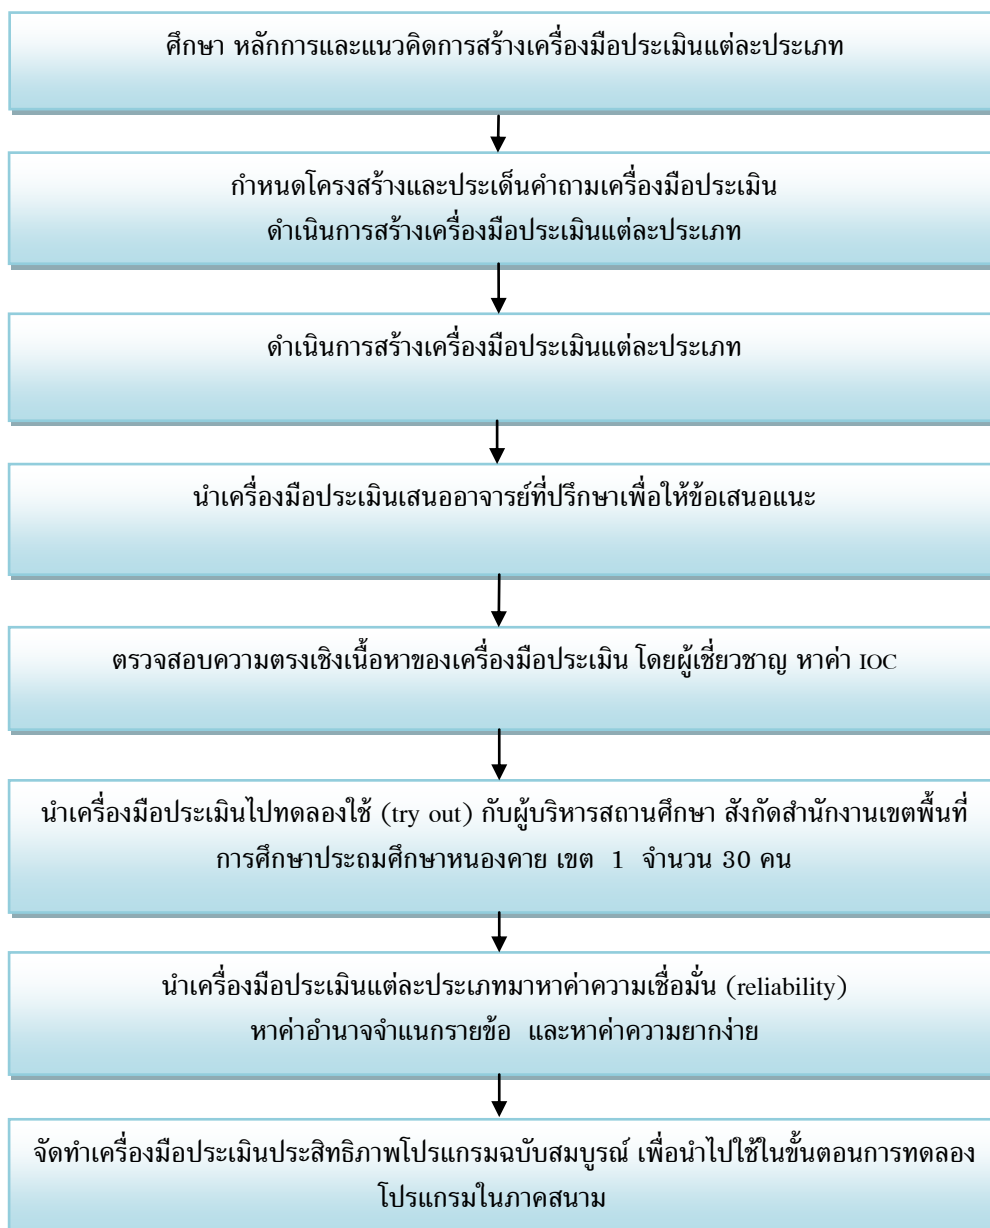 ศึกษา หลักการและแนวคิดการสร้างเครื่องมือประเมินแต่ละประเภท
กำหนดโครงสร้างและประเด็นคำถามเครื่องมือประเมิน
ดำเนินการสร้างเครื่องมือประเมินแต่ละประเภท
ดำเนินการสร้างเครื่องมือประเมินแต่ละประเภท
นำเครื่องมือประเมินเสนออาจารย์ที่ปรึกษาเพื่อให้ข้อเสนอแนะ
ตรวจสอบความตรงเชิงเนื้อหาของเครื่องมือประเมิน โดยผู้เชี่ยวชาญ หาค่า IOC
นำเครื่องมือประเมินไปทดลองใช้ (try out) กับผู้บริหารสถานศึกษา สังกัดสำนักงานเขตพื้นที่
การศึกษาประถมศึกษาหนองคาย เขต 1 จำนวน 30 คน
นำเครื่องมือประเมินแต่ละประเภทมาหาค่าความเชื่อมั่น (reliability)
หาค่าอำนาจจำแนกรายข้อ และหาค่าความยากง่าย
จัดทำเครื่องมือประเมินประสิทธิภาพโปรแกรมฉบับสมบูรณ์ เพื่อนำไปใช้ในขั้นตอนการทดลอง
โปรแกรมในภาคสนาม